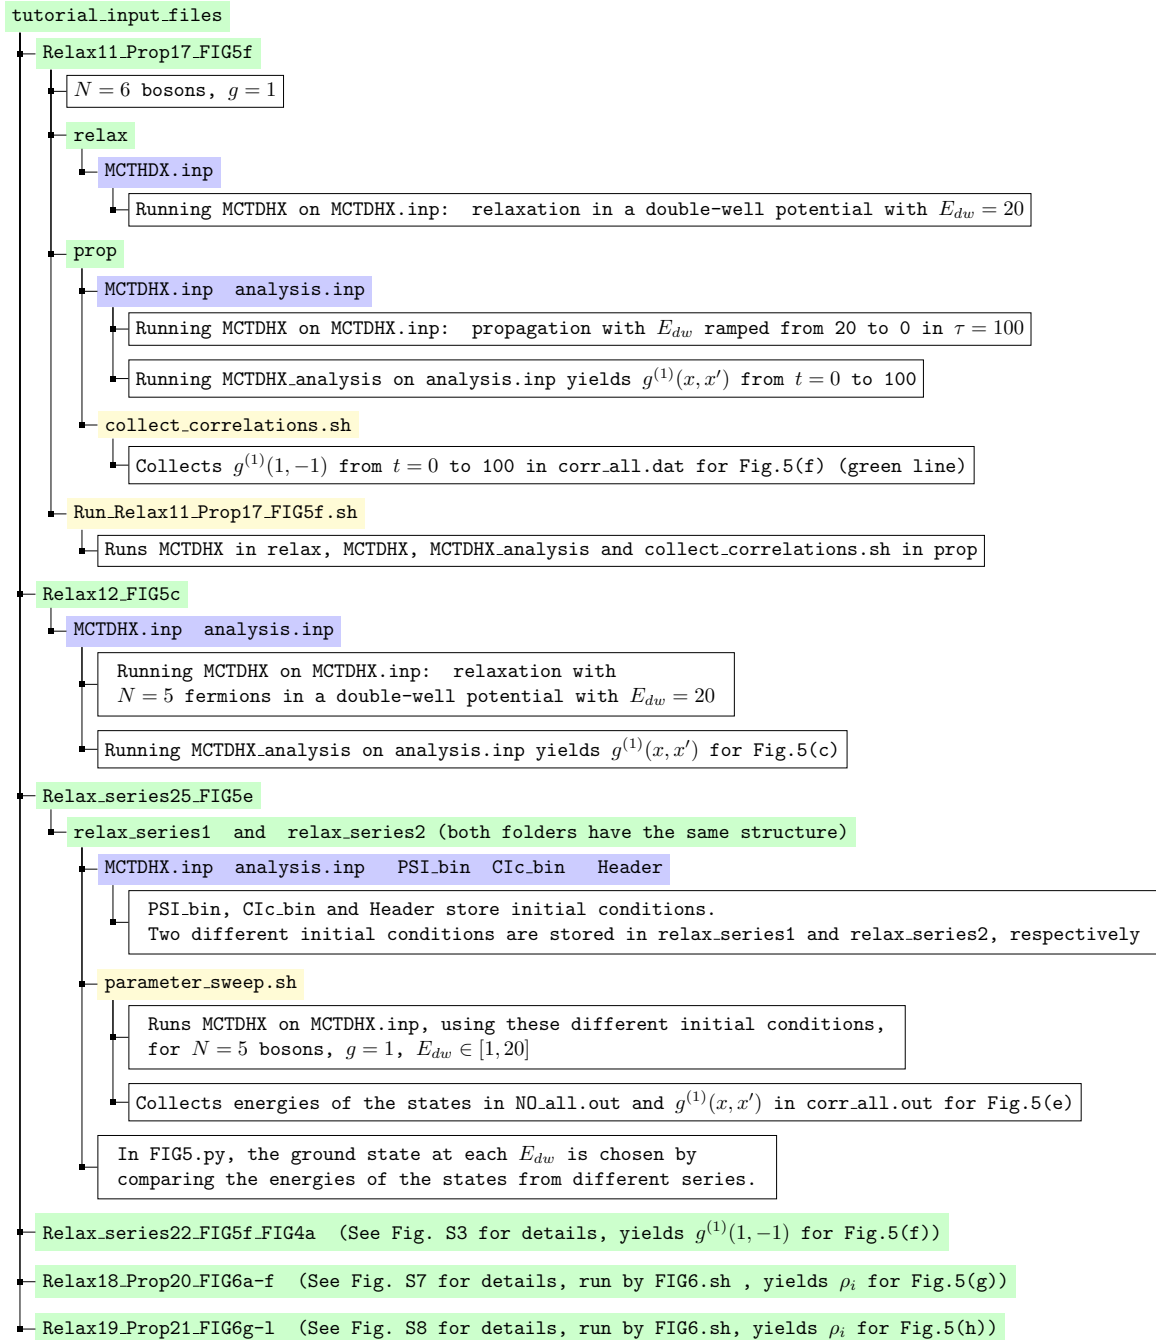 tutorial_input_files
Relax11_Prop17_FIG5f
N = 6 bosons, g = 1
relax
MCTHDX.inp
Running MCTDHX on MCTDHX.inp: relaxation in a double-well potential with E_{dw} = 20
prop
MCTDHX.inp analysis.inp
Running MCTDHX on MCTDHX.inp: propagation with E_{dw} ramped from 20 to 0 in τ = 100
Running MCTDHX_analysis on analysis.inp yields g^{(1)}(x, x′) from t = 0 to 100
collect_correlations.sh
Collects g^{(1)}(1, −1) from t = 0 to 100 in corr_all.dat for Fig.5(f) (green line)
Run_Relax11_Prop17_FIG5f.sh
Runs MCTDHX in relax, MCTDHX, MCTDHX_analysis and collect_correlations.sh in prop
Relax12_FIG5c
MCTDHX.inp analysis.inp
Running MCTDHX on MCTDHX.inp: relaxation with
N = 5 fermions in a double-well potential with E_{dw} = 20
Running MCTDHX_analysis on analysis.inp yields g^{(1)}(x, x′) for Fig.5(c)
Relax_series25_FIG5e
relax_series1 and relax_series2 (both folders have the same structure)
MCTDHX.inp analysis.inp PSI_bin CIc_bin Header
PSI_bin, CIc_bin and Header store initial conditions.
Two different initial conditions are stored in relax_series1 and relax_series2, respectively
parameter_sweep.sh
Runs MCTDHX on MCTDHX.inp, using these different initial conditions,
for N = 5 bosons, g = 1, E_{dw} ∈ [1, 20]
Collects energies of the states in NO_all.out and g^{(1)}(x, x′) in corr_all.out for Fig.5(e)
In FIG5.py, the ground state at each E_{dw} is chosen by
comparing the energies of the states from different series.
Relax_series22_FIG5f_FIG4a (See Fig. S3 for details, yields g^{(1)}(1, −1) for Fig.5(f))
Relax18_Prop20_FIG6a-f (See Fig. S7 for details, run by FIG6.sh , yields ρ_i for Fig.5(g))
Relax19_Prop21_FIG6g-l (See Fig. S8 for details, run by FIG6.sh, yields ρ_i for Fig.5(h))